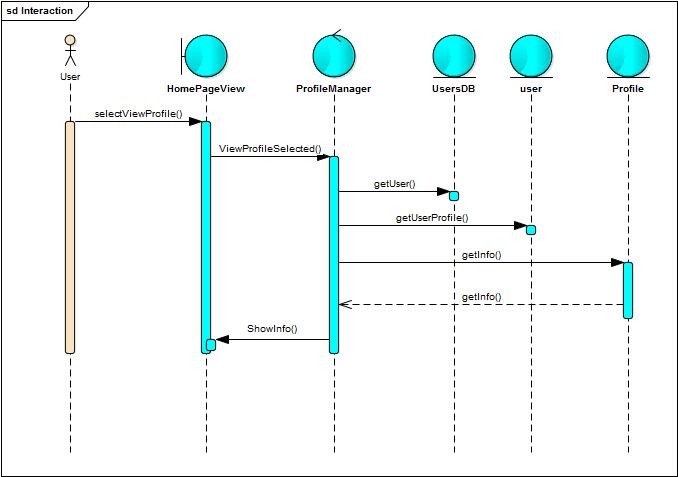 sd Interaction
User
HomePageView
ProfileManager
UsersDB
user
Profile
selectViewProfile()
ViewProfileSelected()
getUser()
getUserProfile()
getInfo()
getInfo()
ShowInfo()